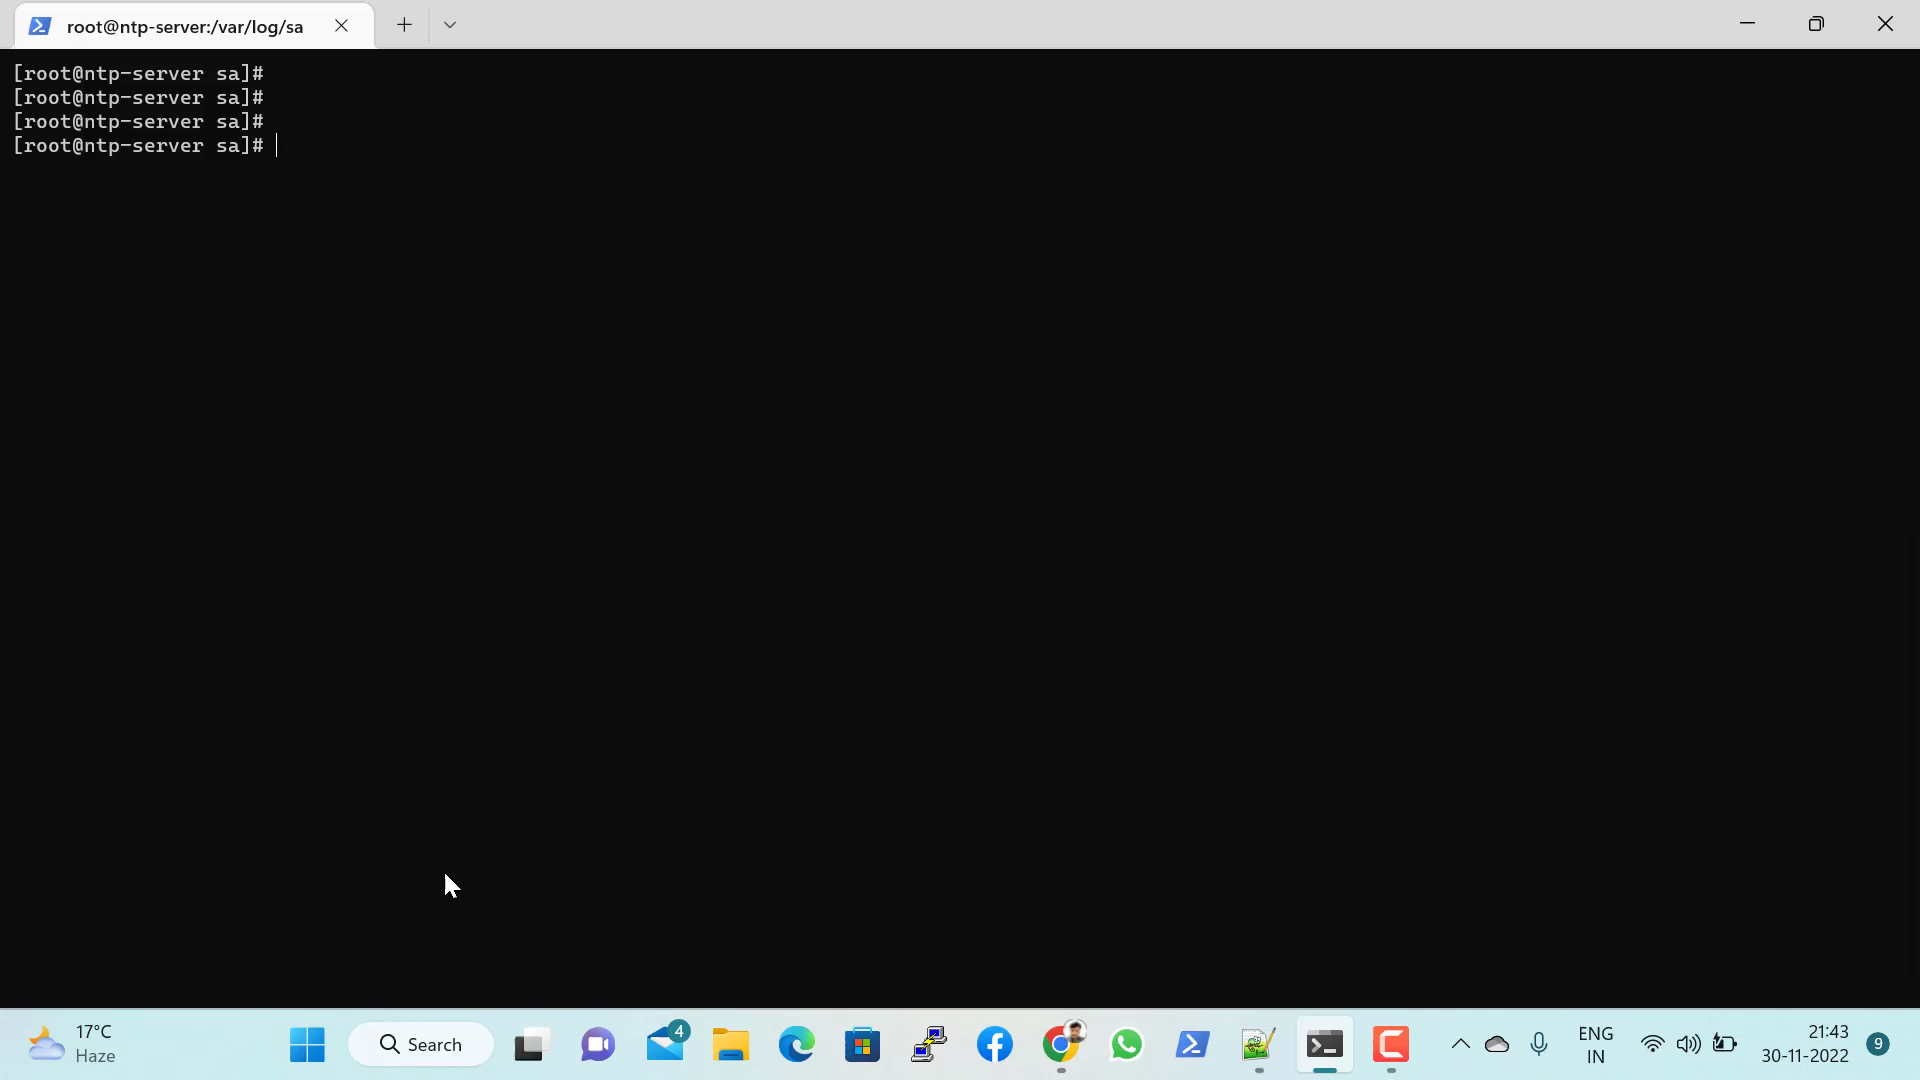 root@ntp-server:/var/log/sa
[root@ntp-server sa]#
[root@ntp-server sa]#
[root@ntp-server sa]#
[root@ntp-server sa]#
17°C
Haze
Search
4
ENG
IN
21:43
30-11-2022
9